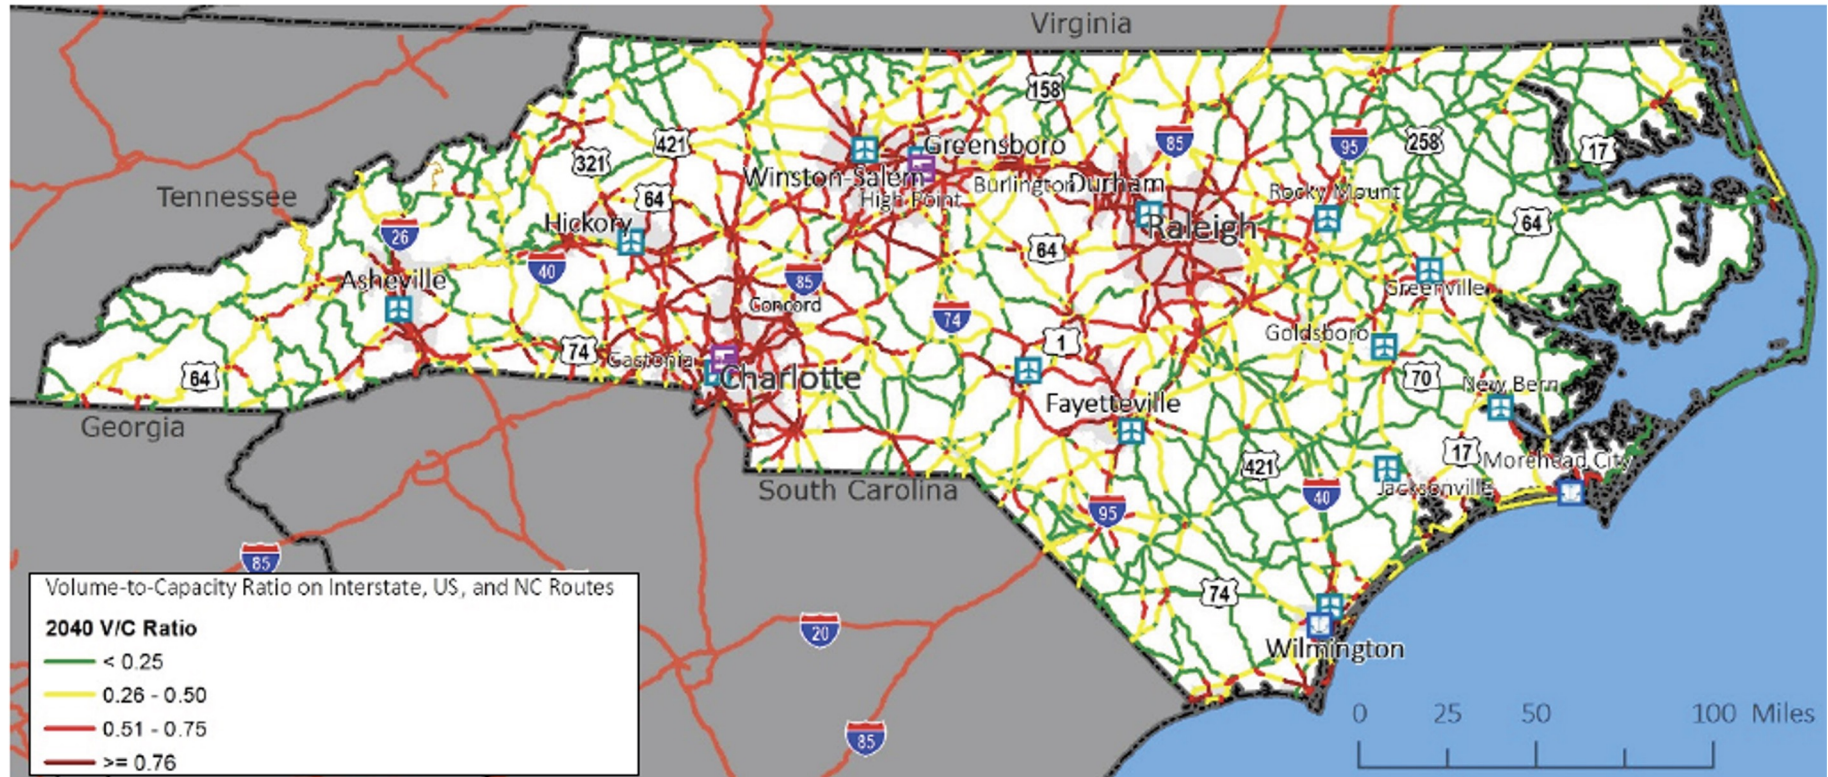 Virginia
158
421
321
85
95
258
17
Greensboro
Winston-Salem
Burlington
Durham
High Point
Rocky Mount
Tennessee
64
Hickory
Raleigh
64
64
26
40
Asheville
85
Concord
74
Greenville
Goldsboro
1
74
Gastonia
Charlotte
64
70
New Bern
Fayetteville
Georgia
421
17
Morehead City
Jacksonville
South Carolina
40
95
85
74
20
Wilmington
85
Volume-to-Capacity Ratio on Interstate, US, and NC Routes
2040 V/C Ratio
< 0.25
0.26 - 0.50
0.51 - 0.75
>= 0.76
0 25 50 100 Miles